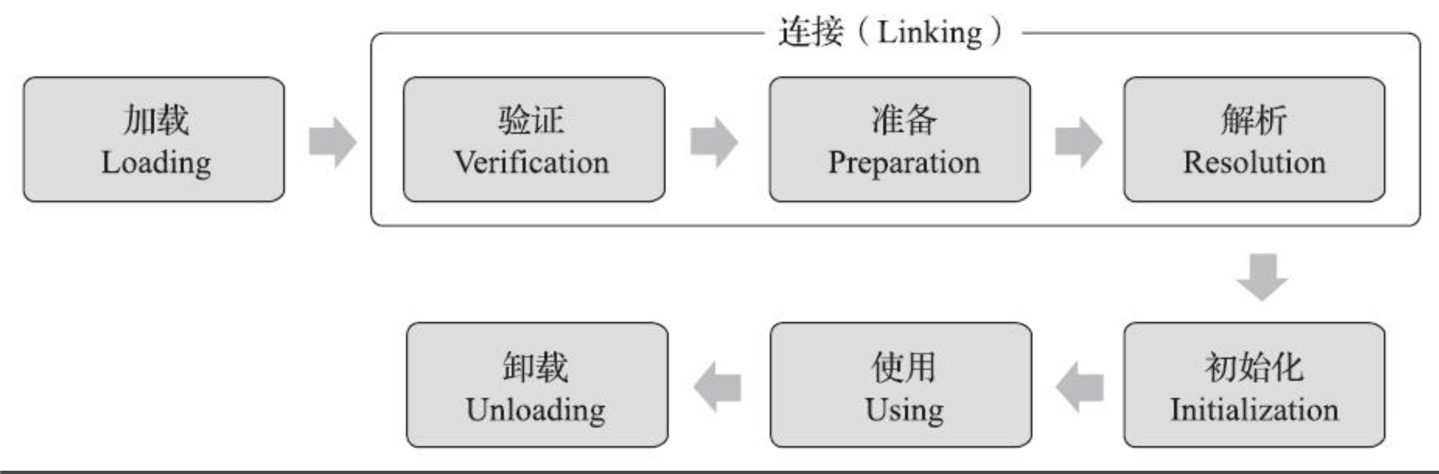 连接（Linking）
加载
Loading
验证
Verification
准备
Preparation
解析
Resolution
初始化
Initialization
使用
Using
卸载
Unloading